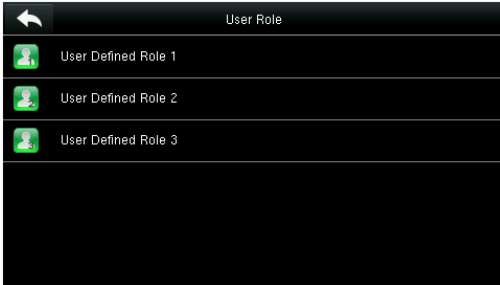 User Role
User Defined Role 1
User Defined Role 2
User Defined Role 3